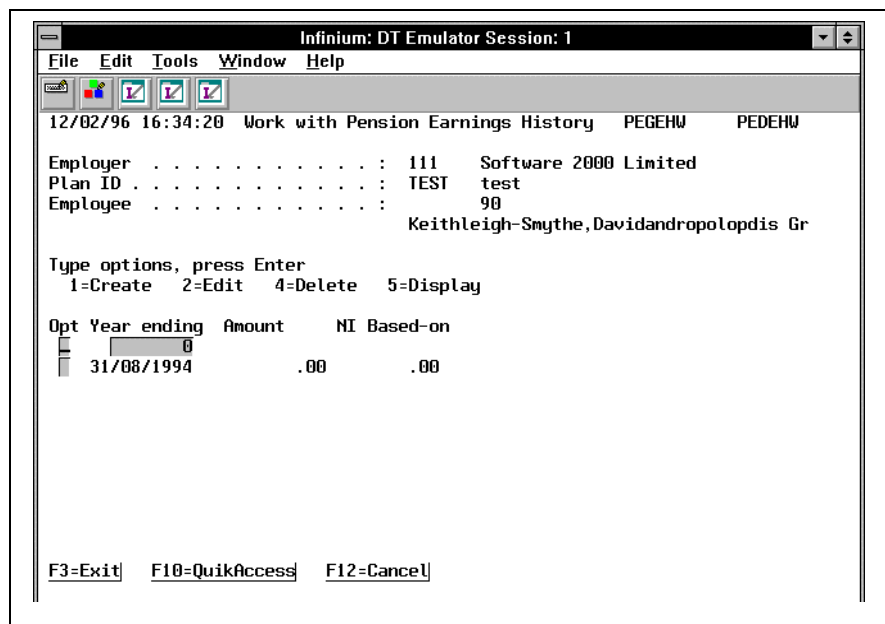 Infinium: DT Emulator Session: 1
File Edit Tools Window Help
12/02/96 16:34:20 Work with Pension Earnings History PEGEHW PEDEHW
Employer . . . . . . . . . . . : 111 Software 2000 Limited
Plan ID . . . . . . . . . . . . : TEST test
Employee . . . . . . . . . . . : 90
Keithleigh-Smythe,Davidandropolopdis Gr
Type options, press Enter
1=Create 2=Edit 4=Delete 5=Display
Opt Year ending Amount NI Based-on
_ 0
31/08/1994 .00 .00
F3=Exit F10=QuikAccess F12=Cancel